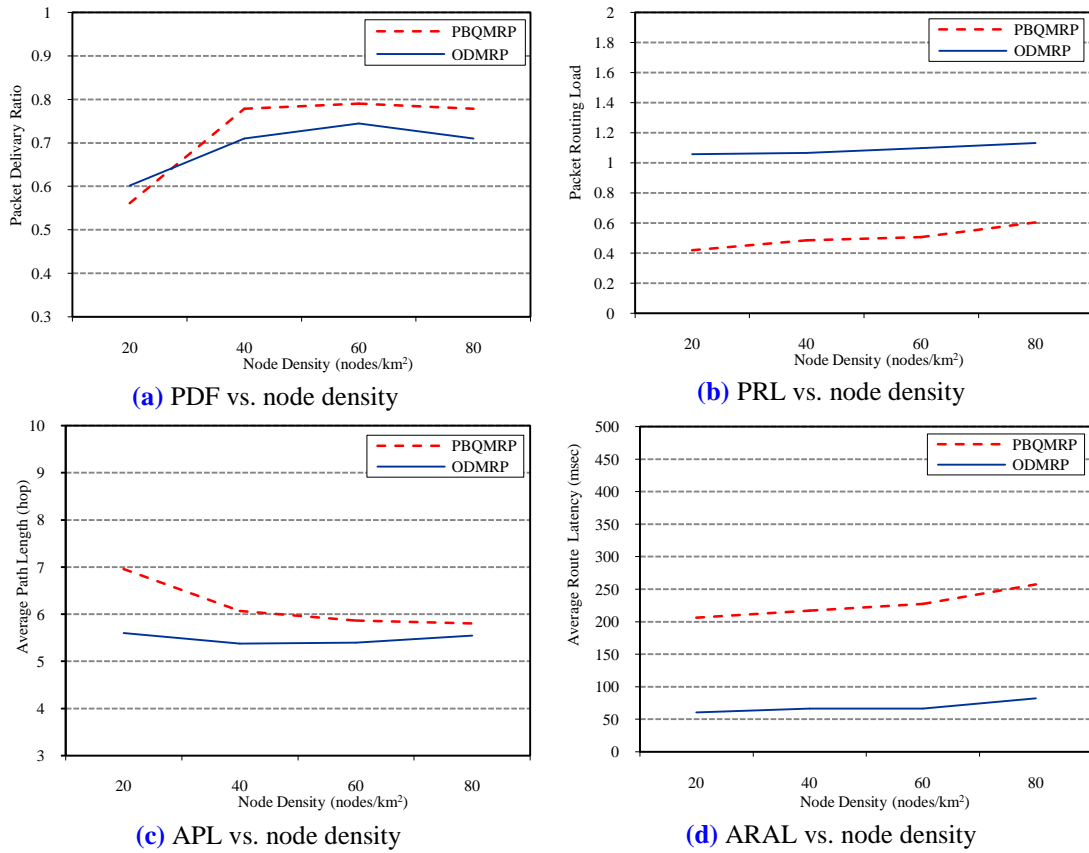 1
0.9
0.8
0.7
0.6
0.5
0.4
0.3
Packet Delivary Ratio
PBQMRP
ODMRP
20 40 60 80
Node Density (nodes/km²)
(a) PDF vs. node density
2
1.8
1.6
1.4
1.2
1
0.8
0.6
0.4
0.2
0
Packet Routing Load
PBQMRP
ODMRP
20 40 60 80
Node Density (nodes/km²)
(b) PRL vs. node density
10
9
8
7
6
5
4
3
Average Path Length (hop)
PBQMRP
ODMRP
20 40 60 80
Node Density (nodes/km²)
(c) APL vs. node density
500
450
400
350
300
250
200
150
100
50
0
Average Route Latency (msec)
PBQMRP
ODMRP
20 40 60 80
Node Density (nodes/km²)
(d) ARAL vs. node density